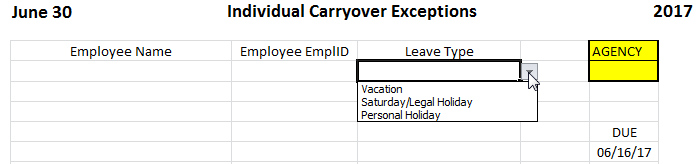 June 30 Individual Carryover Exceptions 2017
Employee Name Employee EmplID Leave Type AGENCY
Vacation
Saturday/Legal Holiday
Personal Holiday
DUE
06/16/17